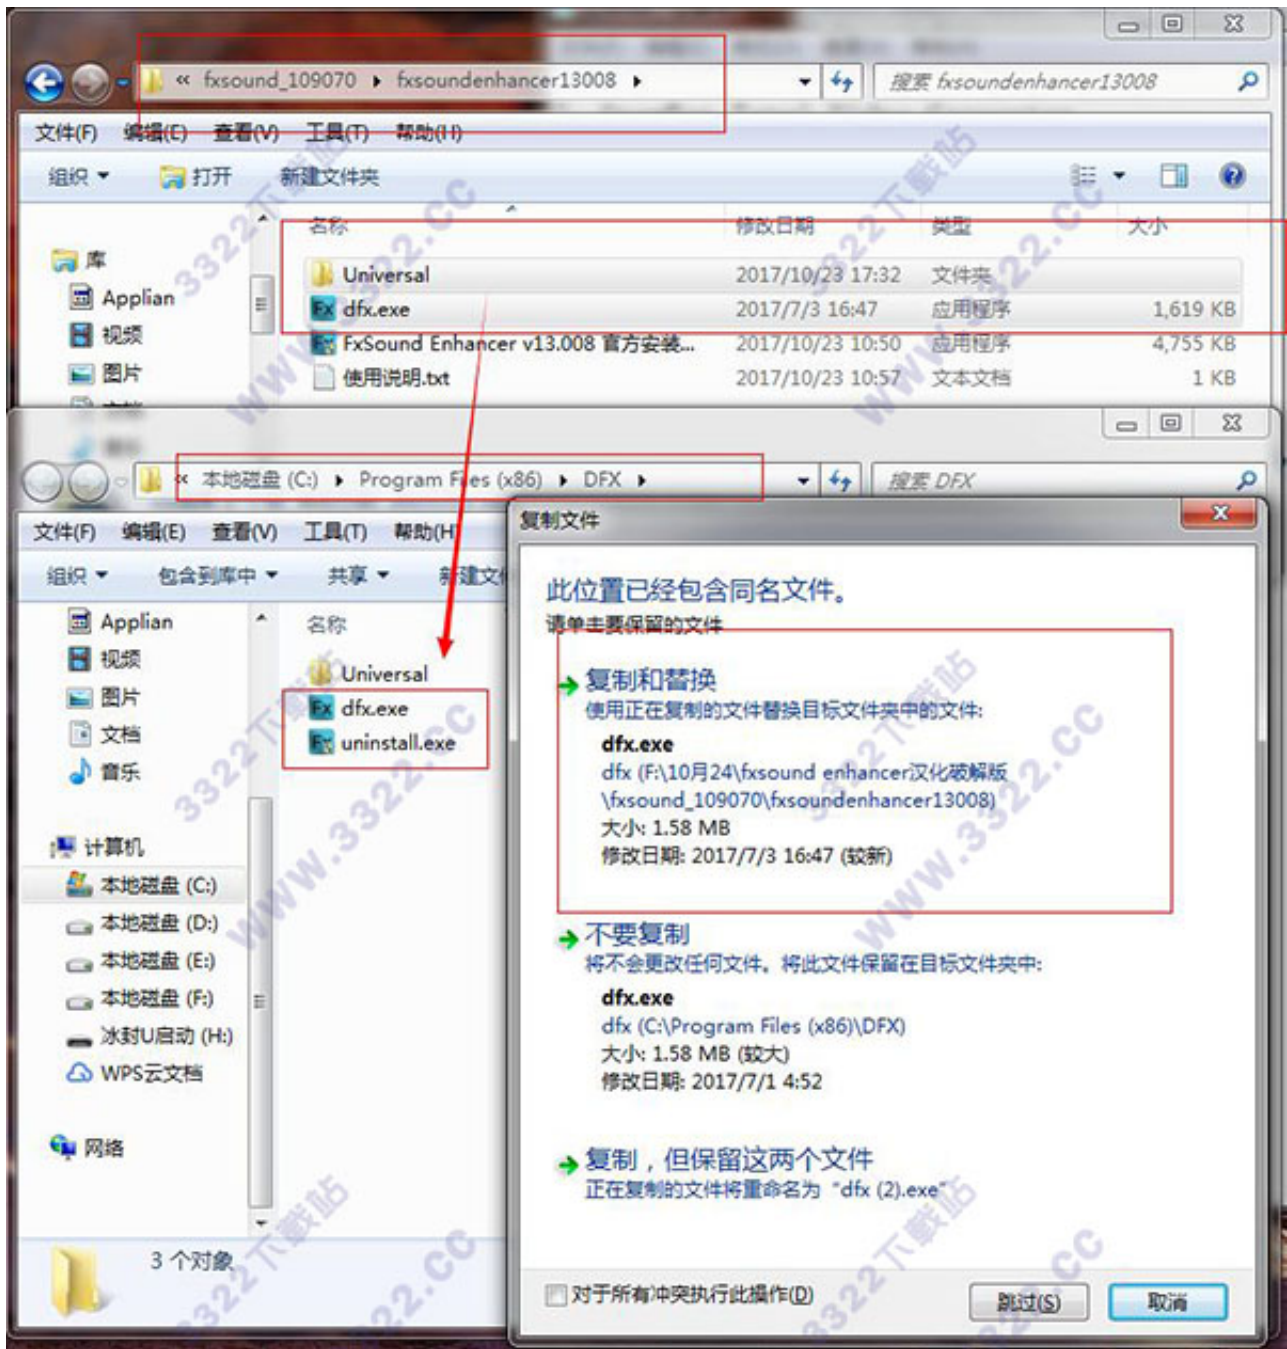 « fxsound_109070 ▸ fxsoundenhancer13008 ▸
搜索 fxsoundenhancer13008
文件(F) 编辑(E) 查看(V) 工具(T) 帮助(H)
组织 打开 新建文件夹
名称 修改日期 类型 大小
库
Applian
视频
图片
Universal 2017/10/23 17:32 文件夹
dfx.exe 2017/7/3 16:47 应用程序 1,619 KB
FxSound Enhancer v13.008 官方安装... 2017/10/23 10:50 应用程序 4,755 KB
使用说明.txt 2017/10/23 10:57 文本文档 1 KB
« 本地磁盘 (C:) ▸ Program Files (x86) ▸ DFX ▸
搜索 DFX
文件(F) 编辑(E) 查看(V) 工具(T) 帮助(H)
组织 包含到库中 共享 新建文
Applian
视频
图片
文档
音乐
计算机
本地磁盘 (C:)
本地磁盘 (D:)
本地磁盘 (E:)
本地磁盘 (F:)
冰封U启动 (H:)
WPS云文档
网络
名称
Universal
dfx.exe
uninstall.exe
3 个对象
复制文件
此位置已经包含同名文件。
请单击要保留的文件
复制和替换
使用正在复制的文件替换目标文件夹中的文件:
dfx.exe
dfx (F:\10月24\fxsound enhancer汉化破解版
\fxsound_109070\fxsoundenhancer13008)
大小: 1.58 MB
修改日期: 2017/7/3 16:47 (较新)
不要复制
将不会更改任何文件。将此文件保留在目标文件夹中:
dfx.exe
dfx (C:\Program Files (x86)\DFX)
大小: 1.58 MB (较大)
修改日期: 2017/7/1 4:52
复制，但保留这两个文件
正在复制的文件将重命名为 "dfx (2).exe"
对于所有冲突执行此操作(D)
跳过(S)
取消
3322下载站
www.3322.cc